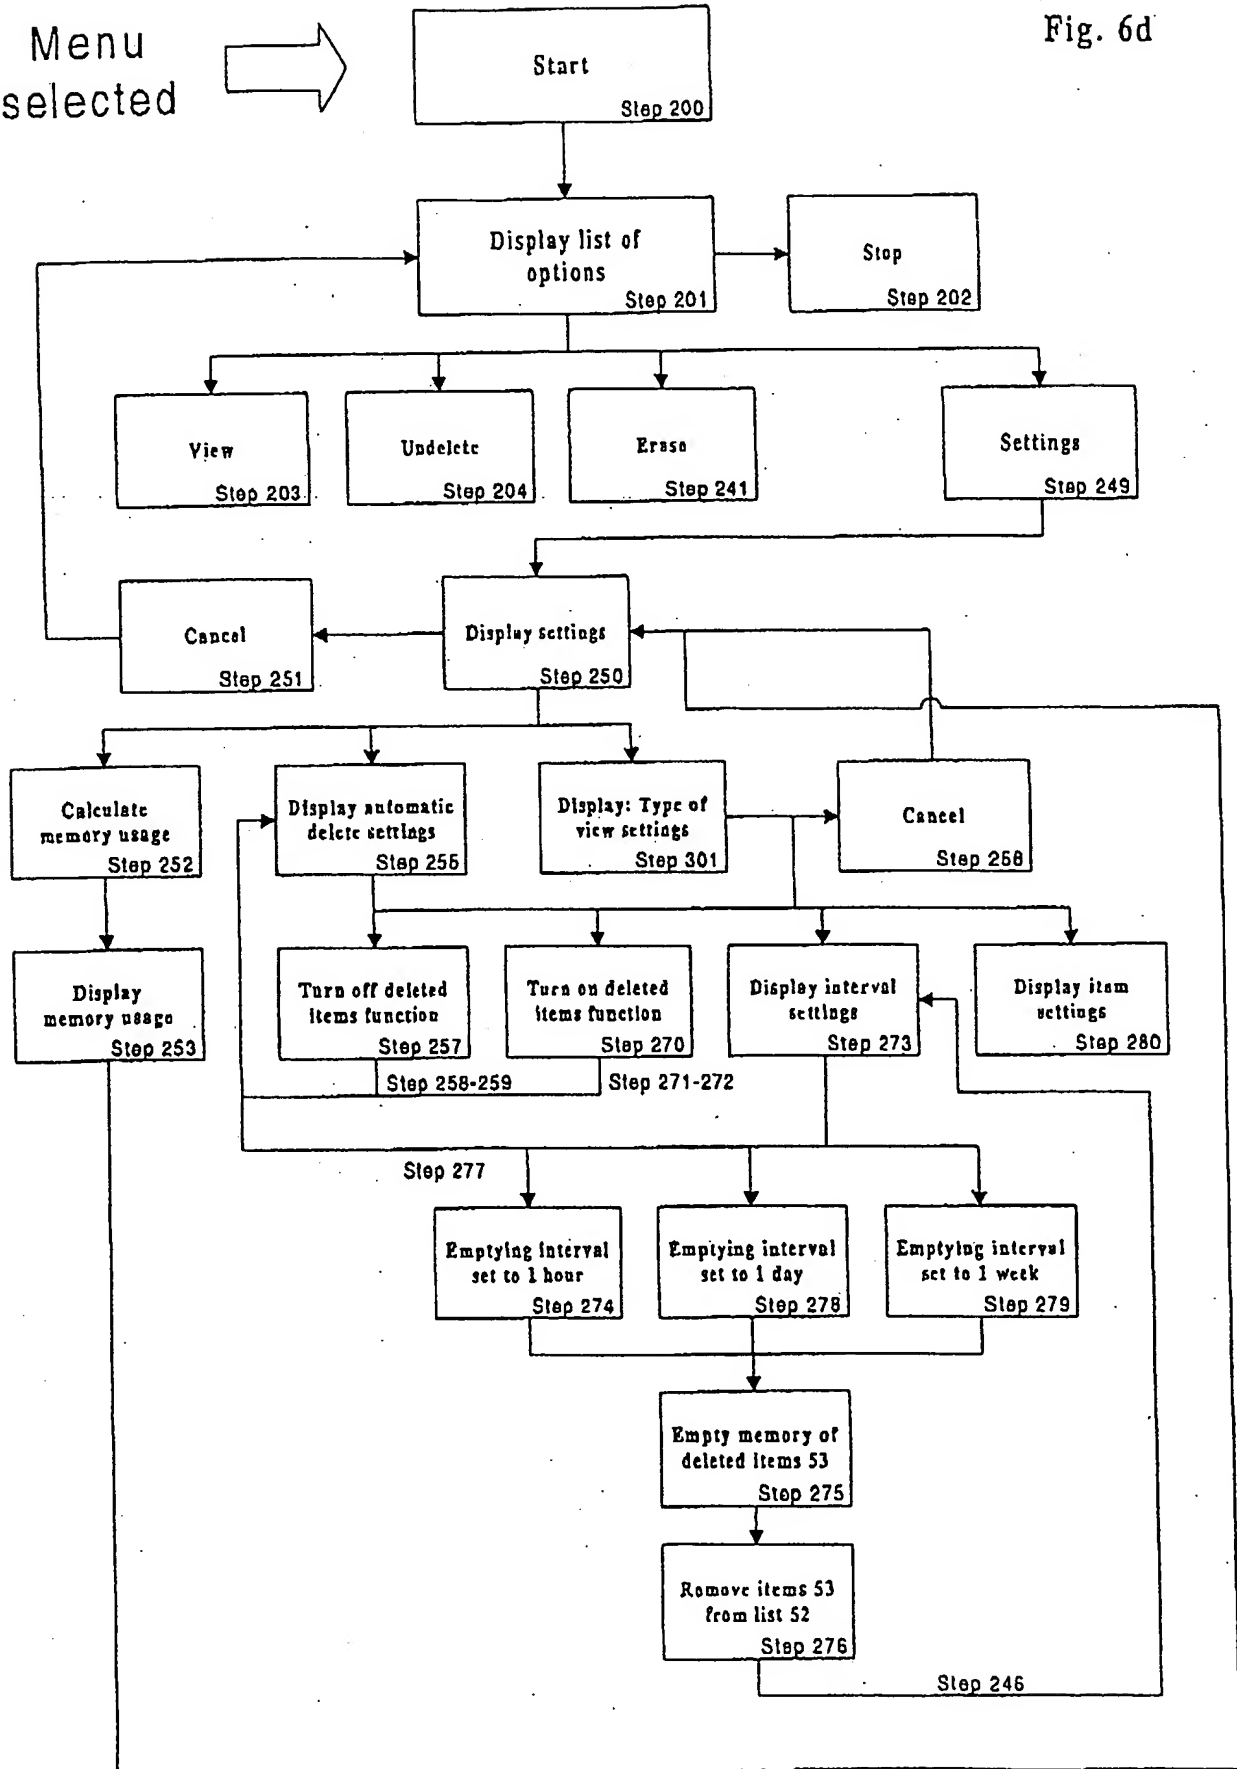 Menu
selected
Fig. 6d
Start
Step 200
Display list of
options
Step 201
Stop
Step 202
View
Step 203
Undelete
Step 204
Erase
Step 241
Settings
Step 249
Cancel
Step 251
Display settings
Step 250
Calculate
memory usage
Step 252
Display automatic
delete settings
Step 255
Display: Type of
view settings
Step 301
Cancel
Step 256
Display
memory usage
Step 253
Turn off deleted
items function
Step 257
Turn on deleted
items function
Step 270
Display interval
settings
Step 273
Display item
settings
Step 280
Step 258-259
Step 271-272
Step 277
Emptying interval
set to 1 hour
Step 274
Emptying interval
set to 1 day
Step 278
Emptying interval
set to 1 week
Step 279
Empty memory of
deleted items 53
Step 275
Remove items 53
from list 52
Step 276
Step 246